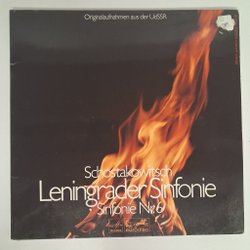 Originalaufnahmen aus der UdSSR
Schostakowitsch
Leningrader Sinfonie
Sinfonie Nr. 6